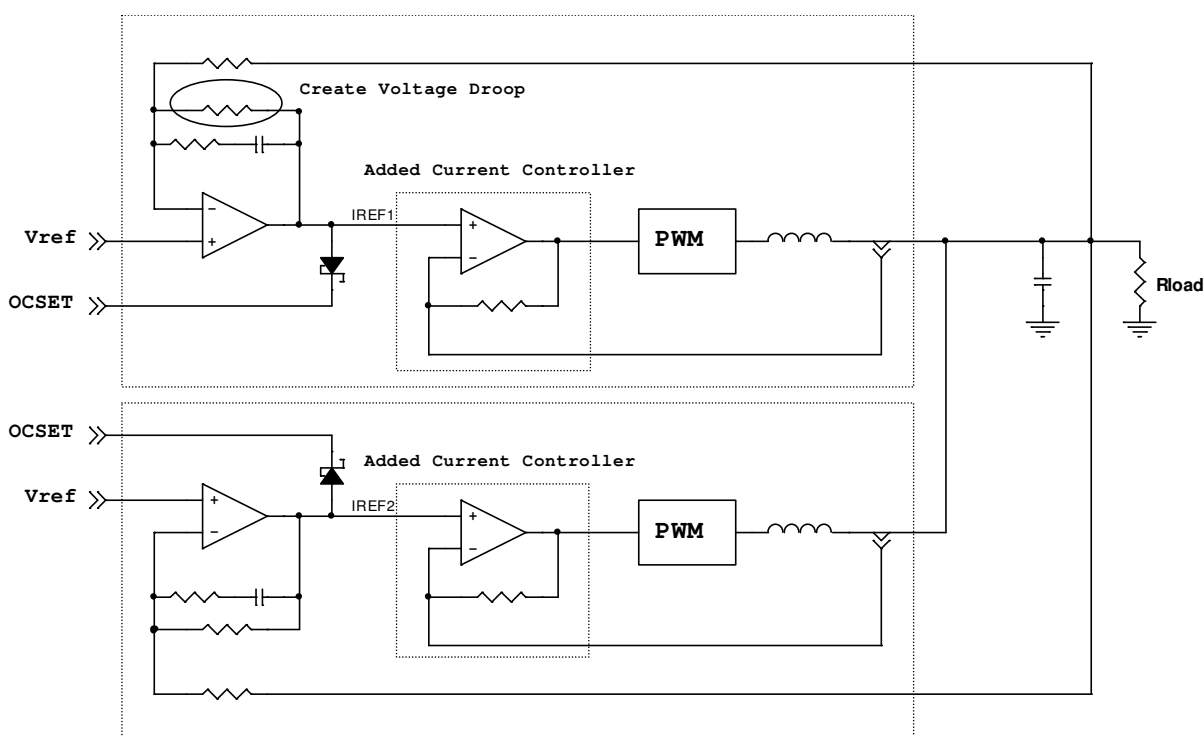 Create Voltage Droop
Added Current Controller
IREF1
Vref
PWM
OCSET
Rload
OCSET
Added Current Controller
Vref
IREF2
PWM